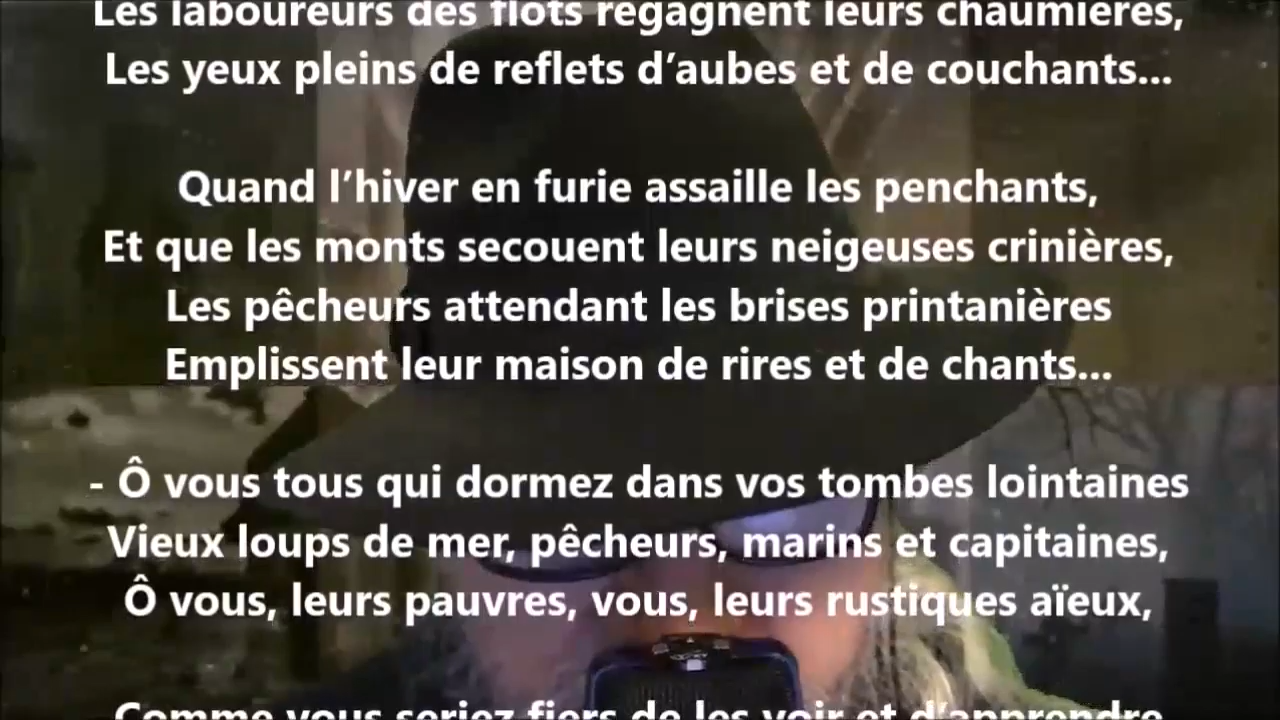 Les laboureurs des flots regagnent leurs chaumières,
Les yeux pleins de reflets d’aubes et de couchants...
Quand l’hiver en furie assaille les penchants,
Et que les monts secouent leurs neigeuses crinières,
Les pêcheurs attendant les brises printanières
Emplissent leur maison de rires et de chants...
- Ô vous tous qui dormez dans vos tombes lointaines
Vieux loups de mer, pêcheurs, marins et capitaines,
Ô vous, leurs pauvres, vous, leurs rustiques aïeux,
Comme vous seriez fiers de les voir et d’apprendre